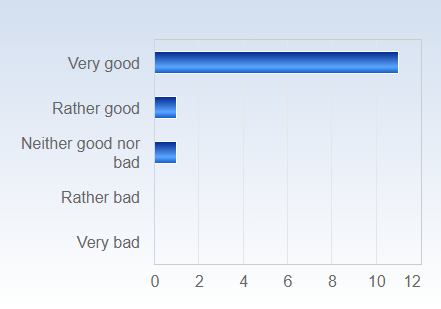 Very good
Rather good
Neither good nor
bad
Rather bad
Very bad
0 2 4 6 8 10 12